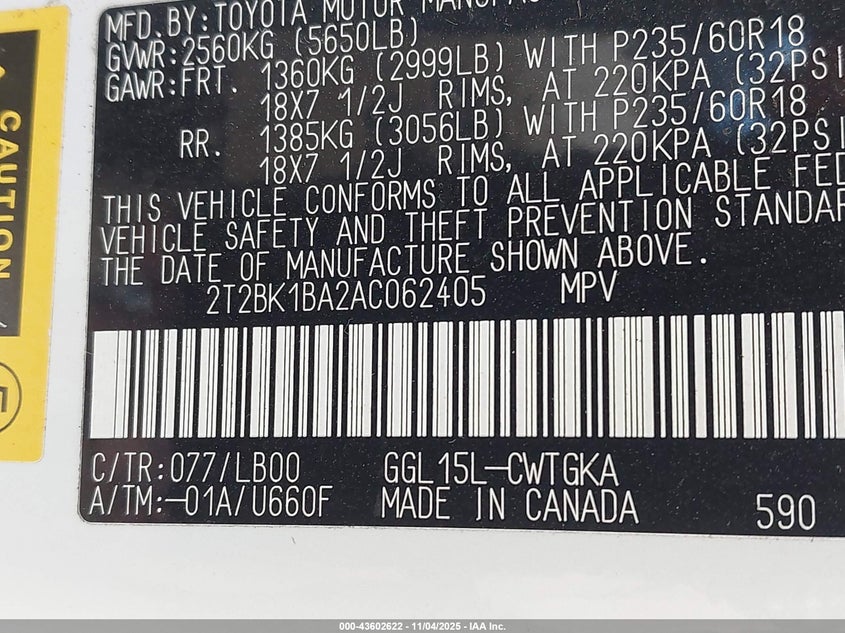 MFD. BY: TOYOTA MOTOR
GVWR: 2560KG (5650LB)
GAWR: FRT. 1360KG (2999LB) WITH P235/60R18
18X7 1/2J RIMS, AT 220KPA (32PSI
RR. 1385KG (3056LB) WITH P235/60R18
18X7 1/2J RIMS, AT 220KPA (32PSI
THIS VEHICLE CONFORMS TO ALL APPLICABLE FED
VEHICLE SAFETY AND THEFT PREVENTION STANDAR
THE DATE OF MANUFACTURE SHOWN ABOVE.
2T2BK1BA2AC062405 MPV
C/TR: 077/LB00 GGL15L-CWTGKA
A/TM: -01A/U660F MADE IN CANADA 590
CAUTION
000-43602622 - 11/04/2025 - IAA Inc.